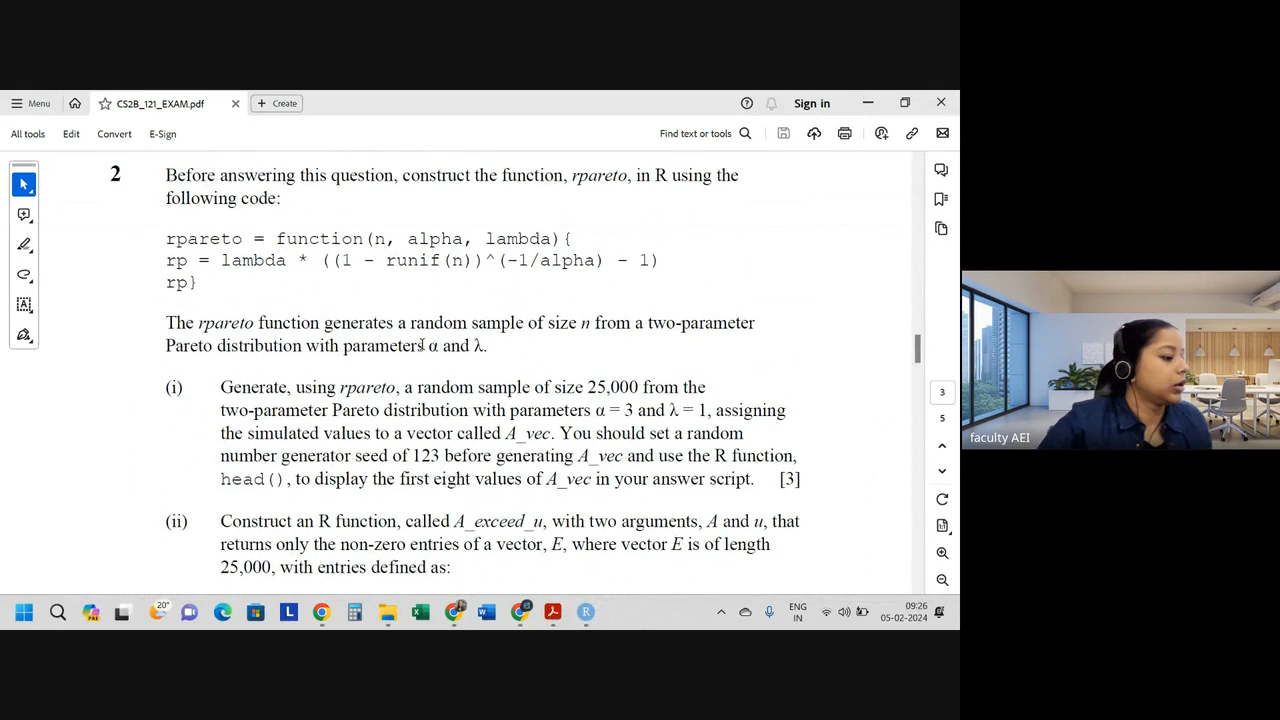 Menu
CS2B_121_EXAM.pdf
Create
Sign in
All tools
Edit
Convert
E-Sign
Find text or tools
2 Before answering this question, construct the function, rpareto, in R using the
following code:
rpareto = function(n, alpha, lambda){
rp = lambda * ((1 - runif(n))^(-1/alpha) - 1)
rp}
The rpareto function generates a random sample of size n from a two-parameter
Pareto distribution with parameters α and λ.
(i) Generate, using rpareto, a random sample of size 25,000 from the
two-parameter Pareto distribution with parameters α = 3 and λ = 1, assigning
the simulated values to a vector called A_vec. You should set a random
number generator seed of 123 before generating A_vec and use the R function,
head(), to display the first eight values of A_vec in your answer script. [3]
(ii) Construct an R function, called A_exceed_u, with two arguments, A and u, that
returns only the non-zero entries of a vector, E, where vector E is of length
25,000, with entries defined as:
3
5
faculty AEI
20°
PRE
L
ENG
IN
09:26
05-02-2024